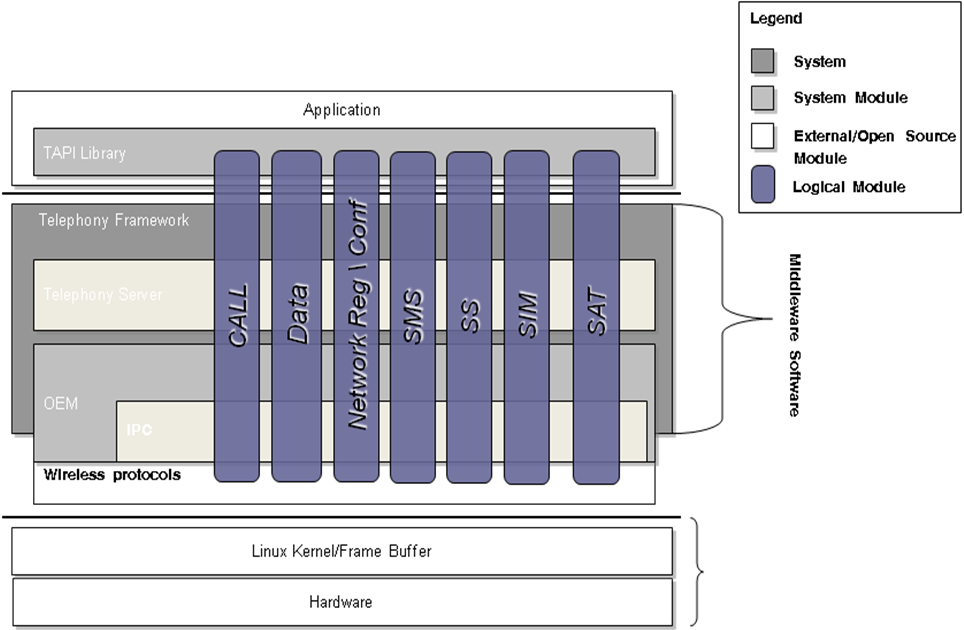 Legend
System
System Module
External/Open Source
Module
Logical Module
Application
TAPI Library
Telephony Framework
Telephony Server
OEM
IPC
Wireless protocols
CALL
Data
Network Reg \ Conf
SMS
SS
SIM
SAT
Middleware Software
Linux Kernel/Frame Buffer
Hardware